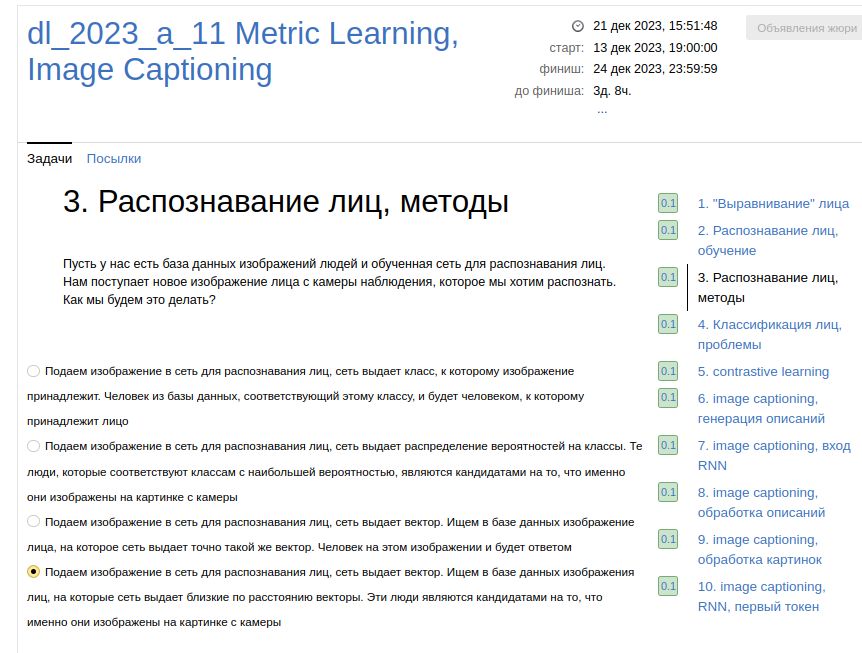 dl_2023_a_11 Metric Learning,
Image Captioning
21 дек 2023, 15:51:48
старт: 13 дек 2023, 19:00:00
финиш: 24 дек 2023, 23:59:59
до финиша: 3д. 8ч.
...
Объявления жюри
Задачи Посылки
3. Распознавание лиц, методы
Пусть у нас есть база данных изображений людей и обученная сеть для распознавания лиц.
Нам поступает новое изображение лица с камеры наблюдения, которое мы хотим распознать.
Как мы будем это делать?
Подаем изображение в сеть для распознавания лиц, сеть выдает класс, к которому изображение
принадлежит. Человек из базы данных, соответствующий этому классу, и будет человеком, к которому
принадлежит лицо
Подаем изображение в сеть для распознавания лиц, сеть выдает распределение вероятностей на классы. Те
люди, которые соответствуют классам с наибольшей вероятностью, являются кандидатами на то, что именно
они изображены на картинке с камеры
Подаем изображение в сеть для распознавания лиц, сеть выдает вектор. Ищем в базе данных изображение
лица, на которое сеть выдает точно такой же вектор. Человек на этом изображении и будет ответом
Подаем изображение в сеть для распознавания лиц, сеть выдает вектор. Ищем в базе данных изображения
лиц, на которые сеть выдает близкие по расстоянию векторы. Эти люди являются кандидатами на то, что
именно они изображены на картинке с камеры
0.1 1. "Выравнивание" лица
0.1 2. Распознавание лиц,
обучение
0.1 3. Распознавание лиц,
методы
0.1 4. Классификация лиц,
проблемы
0.1 5. contrastive learning
0.1 6. image captioning,
генерация описаний
0.1 7. image captioning, вход
RNN
0.1 8. image captioning,
обработка описаний
0.1 9. image captioning,
обработка картинок
0.1 10. image captioning,
RNN, первый токен